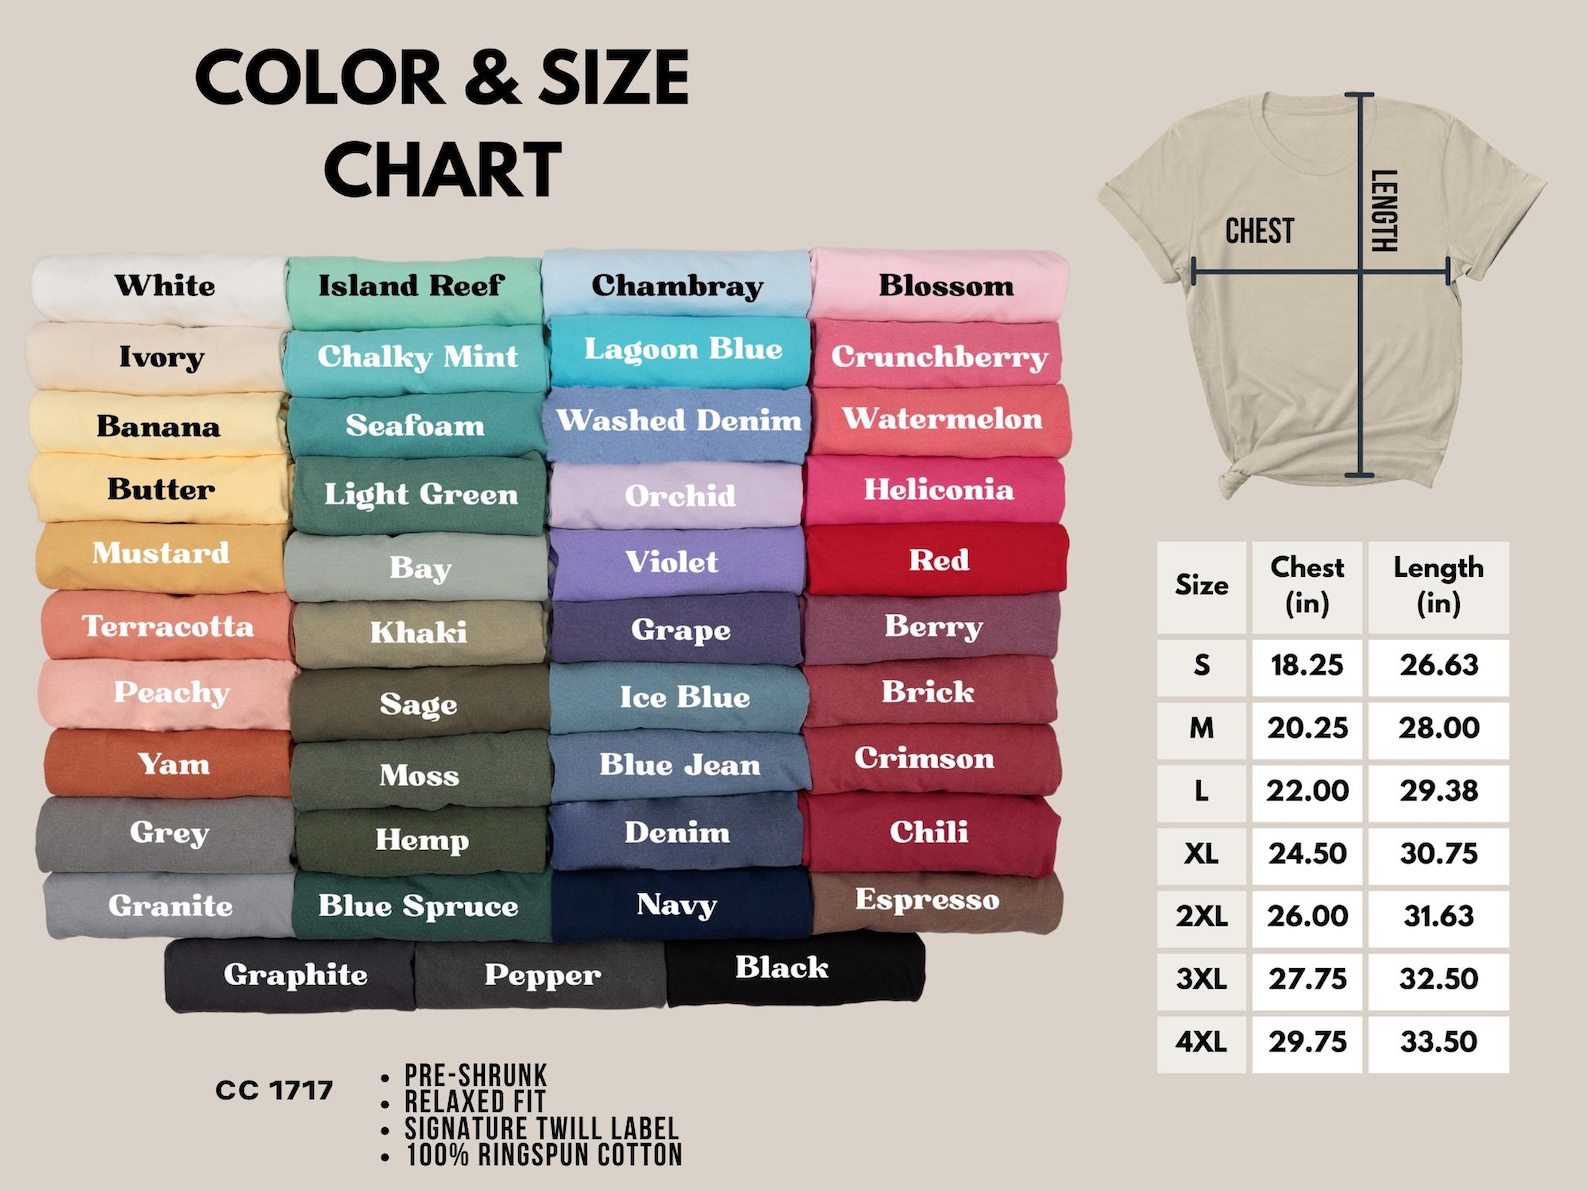 COLOR & SIZE
CHART
CHEST
LENGTH
White
Island Reef
Chambray
Blossom
Ivory
Chalky Mint
Lagoon Blue
Crunchberry
Banana
Seafoam
Washed Denim
Watermelon
Butter
Light Green
Orchid
Heliconia
Mustard
Bay
Violet
Red
Terracotta
Khaki
Grape
Berry
Peachy
Sage
Ice Blue
Brick
Yam
Moss
Blue Jean
Crimson
Grey
Hemp
Denim
Chili
Granite
Blue Spruce
Navy
Espresso
Graphite
Pepper
Black
Size Chest (in) Length (in)
S 18.25 26.63
M 20.25 28.00
L 22.00 29.38
XL 24.50 30.75
2XL 26.00 31.63
3XL 27.75 32.50
4XL 29.75 33.50
CC 1717
• PRE-SHRUNK
• RELAXED FIT
• SIGNATURE TWILL LABEL
• 100% RINGSPUN COTTON